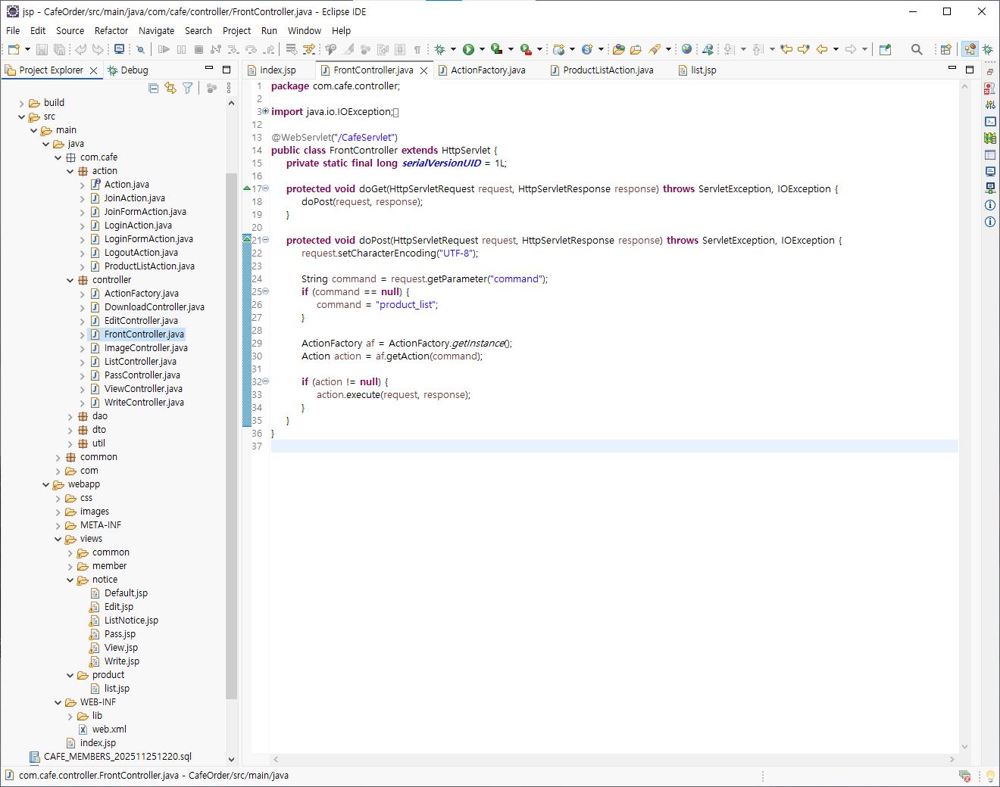 jsp - CafeOrder/src/main/java/com/cafe/controller/FrontController.java - Eclipse IDE
File Edit Source Refactor Navigate Search Project Run Window Help
Project Explorer Debug
index.jsp FrontController.java ActionFactory.java ProductListAction.java list.jsp
build
src
main
java
com.cafe
action
Action.java
JoinAction.java
JoinFormAction.java
LoginAction.java
LoginFormAction.java
LogoutAction.java
ProductListAction.java
controller
ActionFactory.java
DownloadController.java
EditController.java
FrontController.java
ImageController.java
ListController.java
PassController.java
ViewController.java
WriteController.java
dao
dto
util
common
com
webapp
css
images
META-INF
views
common
member
notice
Default.jsp
Edit.jsp
ListNotice.jsp
Pass.jsp
View.jsp
Write.jsp
product
list.jsp
WEB-INF
lib
web.xml
index.jsp
CAFE_MEMBERS_202511251220.sql
1 package com.cafe.controller;
2
3 import java.io.IOException;
12
13 @WebServlet("/CafeServlet")
14 public class FrontController extends HttpServlet {
15 private static final long serialVersionUID = 1L;
16
17 protected void doGet(HttpServletRequest request, HttpServletResponse response) throws ServletException, IOException {
18 doPost(request, response);
19 }
20
21 protected void doPost(HttpServletRequest request, HttpServletResponse response) throws ServletException, IOException {
22 request.setCharacterEncoding("UTF-8");
23
24 String command = request.getParameter("command");
25 if (command == null) {
26 command = "product_list";
27 }
28
29 ActionFactory af = ActionFactory.getInstance();
30 Action action = af.getAction(command);
31
32 if (action != null) {
33 action.execute(request, response);
34 }
35 }
36 }
37
com.cafe.controller.FrontController.java - CafeOrder/src/main/java